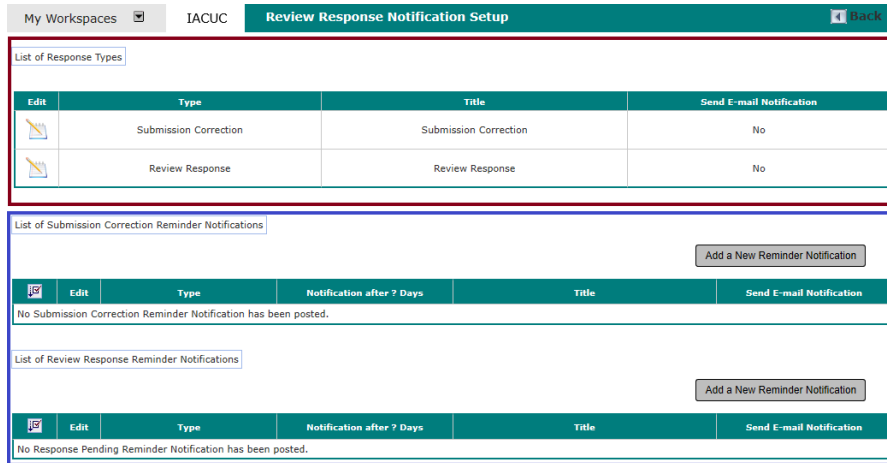 My Workspaces IACUC Review Response Notification Setup Back
List of Response Types
Edit Type Title Send E-mail Notification
Submission Correction Submission Correction No
Review Response Review Response No
List of Submission Correction Reminder Notifications
Add a New Reminder Notification
Edit Type Notification after ? Days Title Send E-mail Notification
No Submission Correction Reminder Notification has been posted.
List of Review Response Reminder Notifications
Add a New Reminder Notification
Edit Type Notification after ? Days Title Send E-mail Notification
No Response Pending Reminder Notification has been posted.